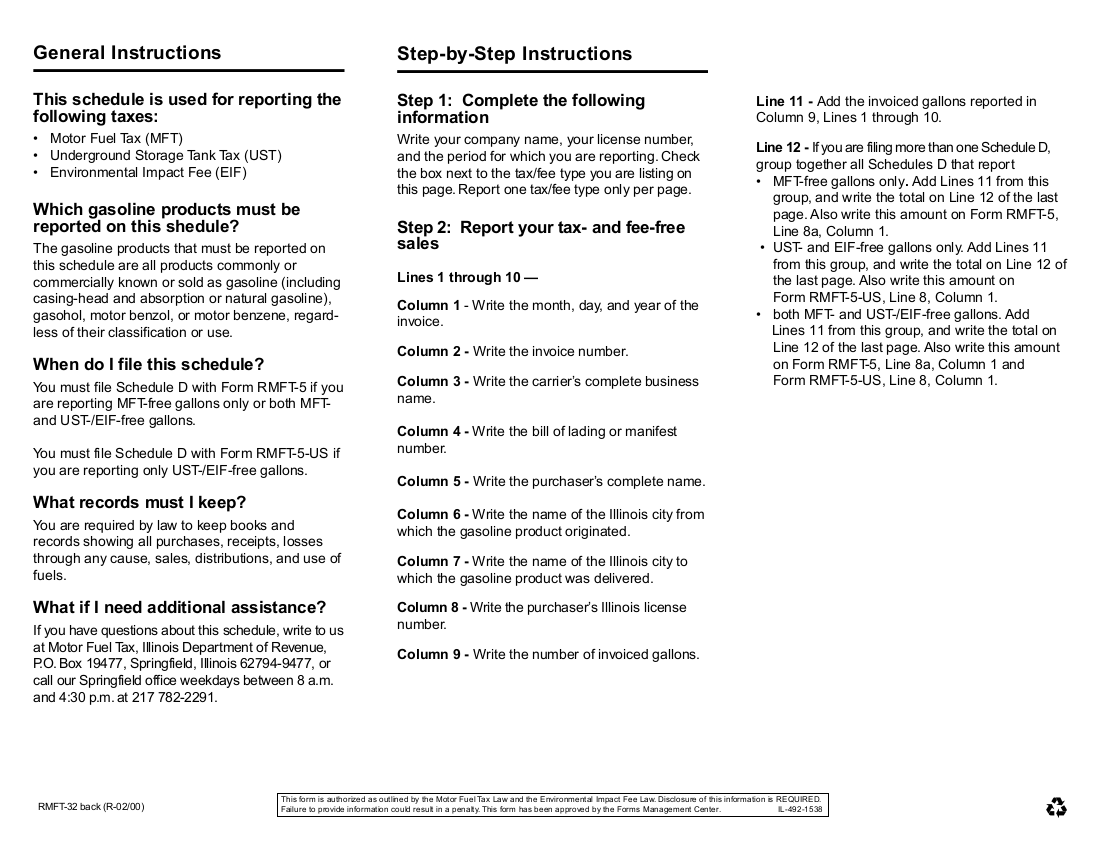 General Instructions
This schedule is used for reporting the
following taxes:
• Motor Fuel Tax (MFT)
• Underground Storage Tank Tax (UST)
• Environmental Impact Fee (EIF)
Which gasoline products must be
reported on this shedule?
The gasoline products that must be reported on
this schedule are all products commonly or
commercially known or sold as gasoline (including
casing-head and absorption or natural gasoline),
gasohol, motor benzol, or motor benzene, regard-
less of their classification or use.
When do I file this schedule?
You must file Schedule D with Form RMFT-5 if you
are reporting MFT-free gallons only or both MFT-
and UST-/EIF-free gallons.
You must file Schedule D with Form RMFT-5-US if
you are reporting only UST-/EIF-free gallons.
What records must I keep?
You are required by law to keep books and
records showing all purchases, receipts, losses
through any cause, sales, distributions, and use of
fuels.
What if I need additional assistance?
If you have questions about this schedule, write to us
at Motor Fuel Tax, Illinois Department of Revenue,
P.O. Box 19477, Springfield, Illinois 62794-9477, or
call our Springfield office weekdays between 8 a.m.
and 4:30 p.m. at 217 782-2291.
Step-by-Step Instructions
Step 1: Complete the following
information
Write your company name, your license number,
and the period for which you are reporting. Check
the box next to the tax/fee type you are listing on
this page. Report one tax/fee type only per page.
Step 2: Report your tax- and fee-free
sales
Lines 1 through 10 —
Column 1 - Write the month, day, and year of the
invoice.
Column 2 - Write the invoice number.
Column 3 - Write the carrier's complete business
name.
Column 4 - Write the bill of lading or manifest
number.
Column 5 - Write the purchaser's complete name.
Column 6 - Write the name of the Illinois city from
which the gasoline product originated.
Column 7 - Write the name of the Illinois city to
which the gasoline product was delivered.
Column 8 - Write the purchaser's Illinois license
number.
Column 9 - Write the number of invoiced gallons.
Line 11 - Add the invoiced gallons reported in
Column 9, Lines 1 through 10.
Line 12 - If you are filing more than one Schedule D,
group together all Schedules D that report
• MFT-free gallons only. Add Lines 11 from this
group, and write the total on Line 12 of the last
page. Also write this amount on Form RMFT-5,
Line 8a, Column 1.
• UST- and EIF-free gallons only. Add Lines 11
from this group, and write the total on Line 12 of
the last page. Also write this amount on
Form RMFT-5-US, Line 8, Column 1.
• both MFT- and UST-/EIF-free gallons. Add
Lines 11 from this group, and write the total on
Line 12 of the last page. Also write this amount
on Form RMFT-5, Line 8a, Column 1 and
Form RMFT-5-US, Line 8, Column 1.
RMFT-32 back (R-02/00)
This form is authorized as outlined by the Motor Fuel Tax Law and the Environmental Impact Fee Law. Disclosure of this information is REQUIRED.
Failure to provide information could result in a penalty. This form has been approved by the Forms Management Center. IL-492-1538